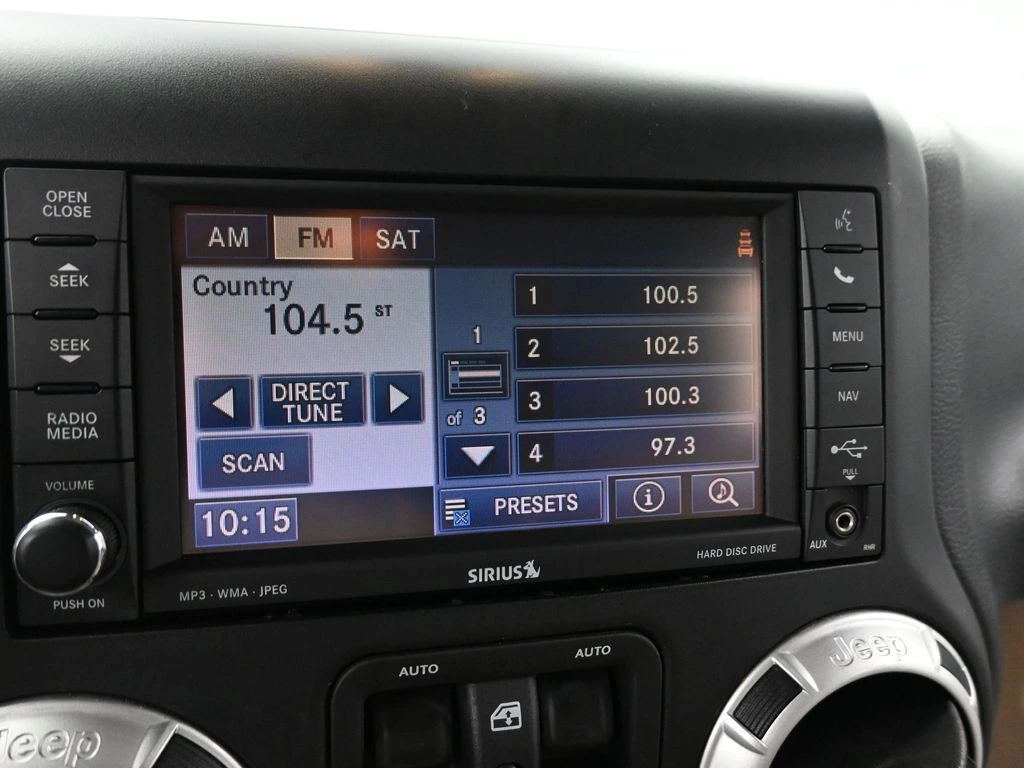 OPEN
CLOSE
SEEK
SEEK
RADIO
MEDIA
VOLUME
PUSH ON
AM
FM
SAT
Country
104.5 ST
DIRECT
TUNE
SCAN
10:15
1
of 3
1 100.5
2 102.5
3 100.3
4 97.3
PRESETS
i
MENU
NAV
PULL
AUX
RHR
MP3 · WMA · JPEG
SIRIUS
HARD DISC DRIVE
AUTO
AUTO
Jeep
Jeep